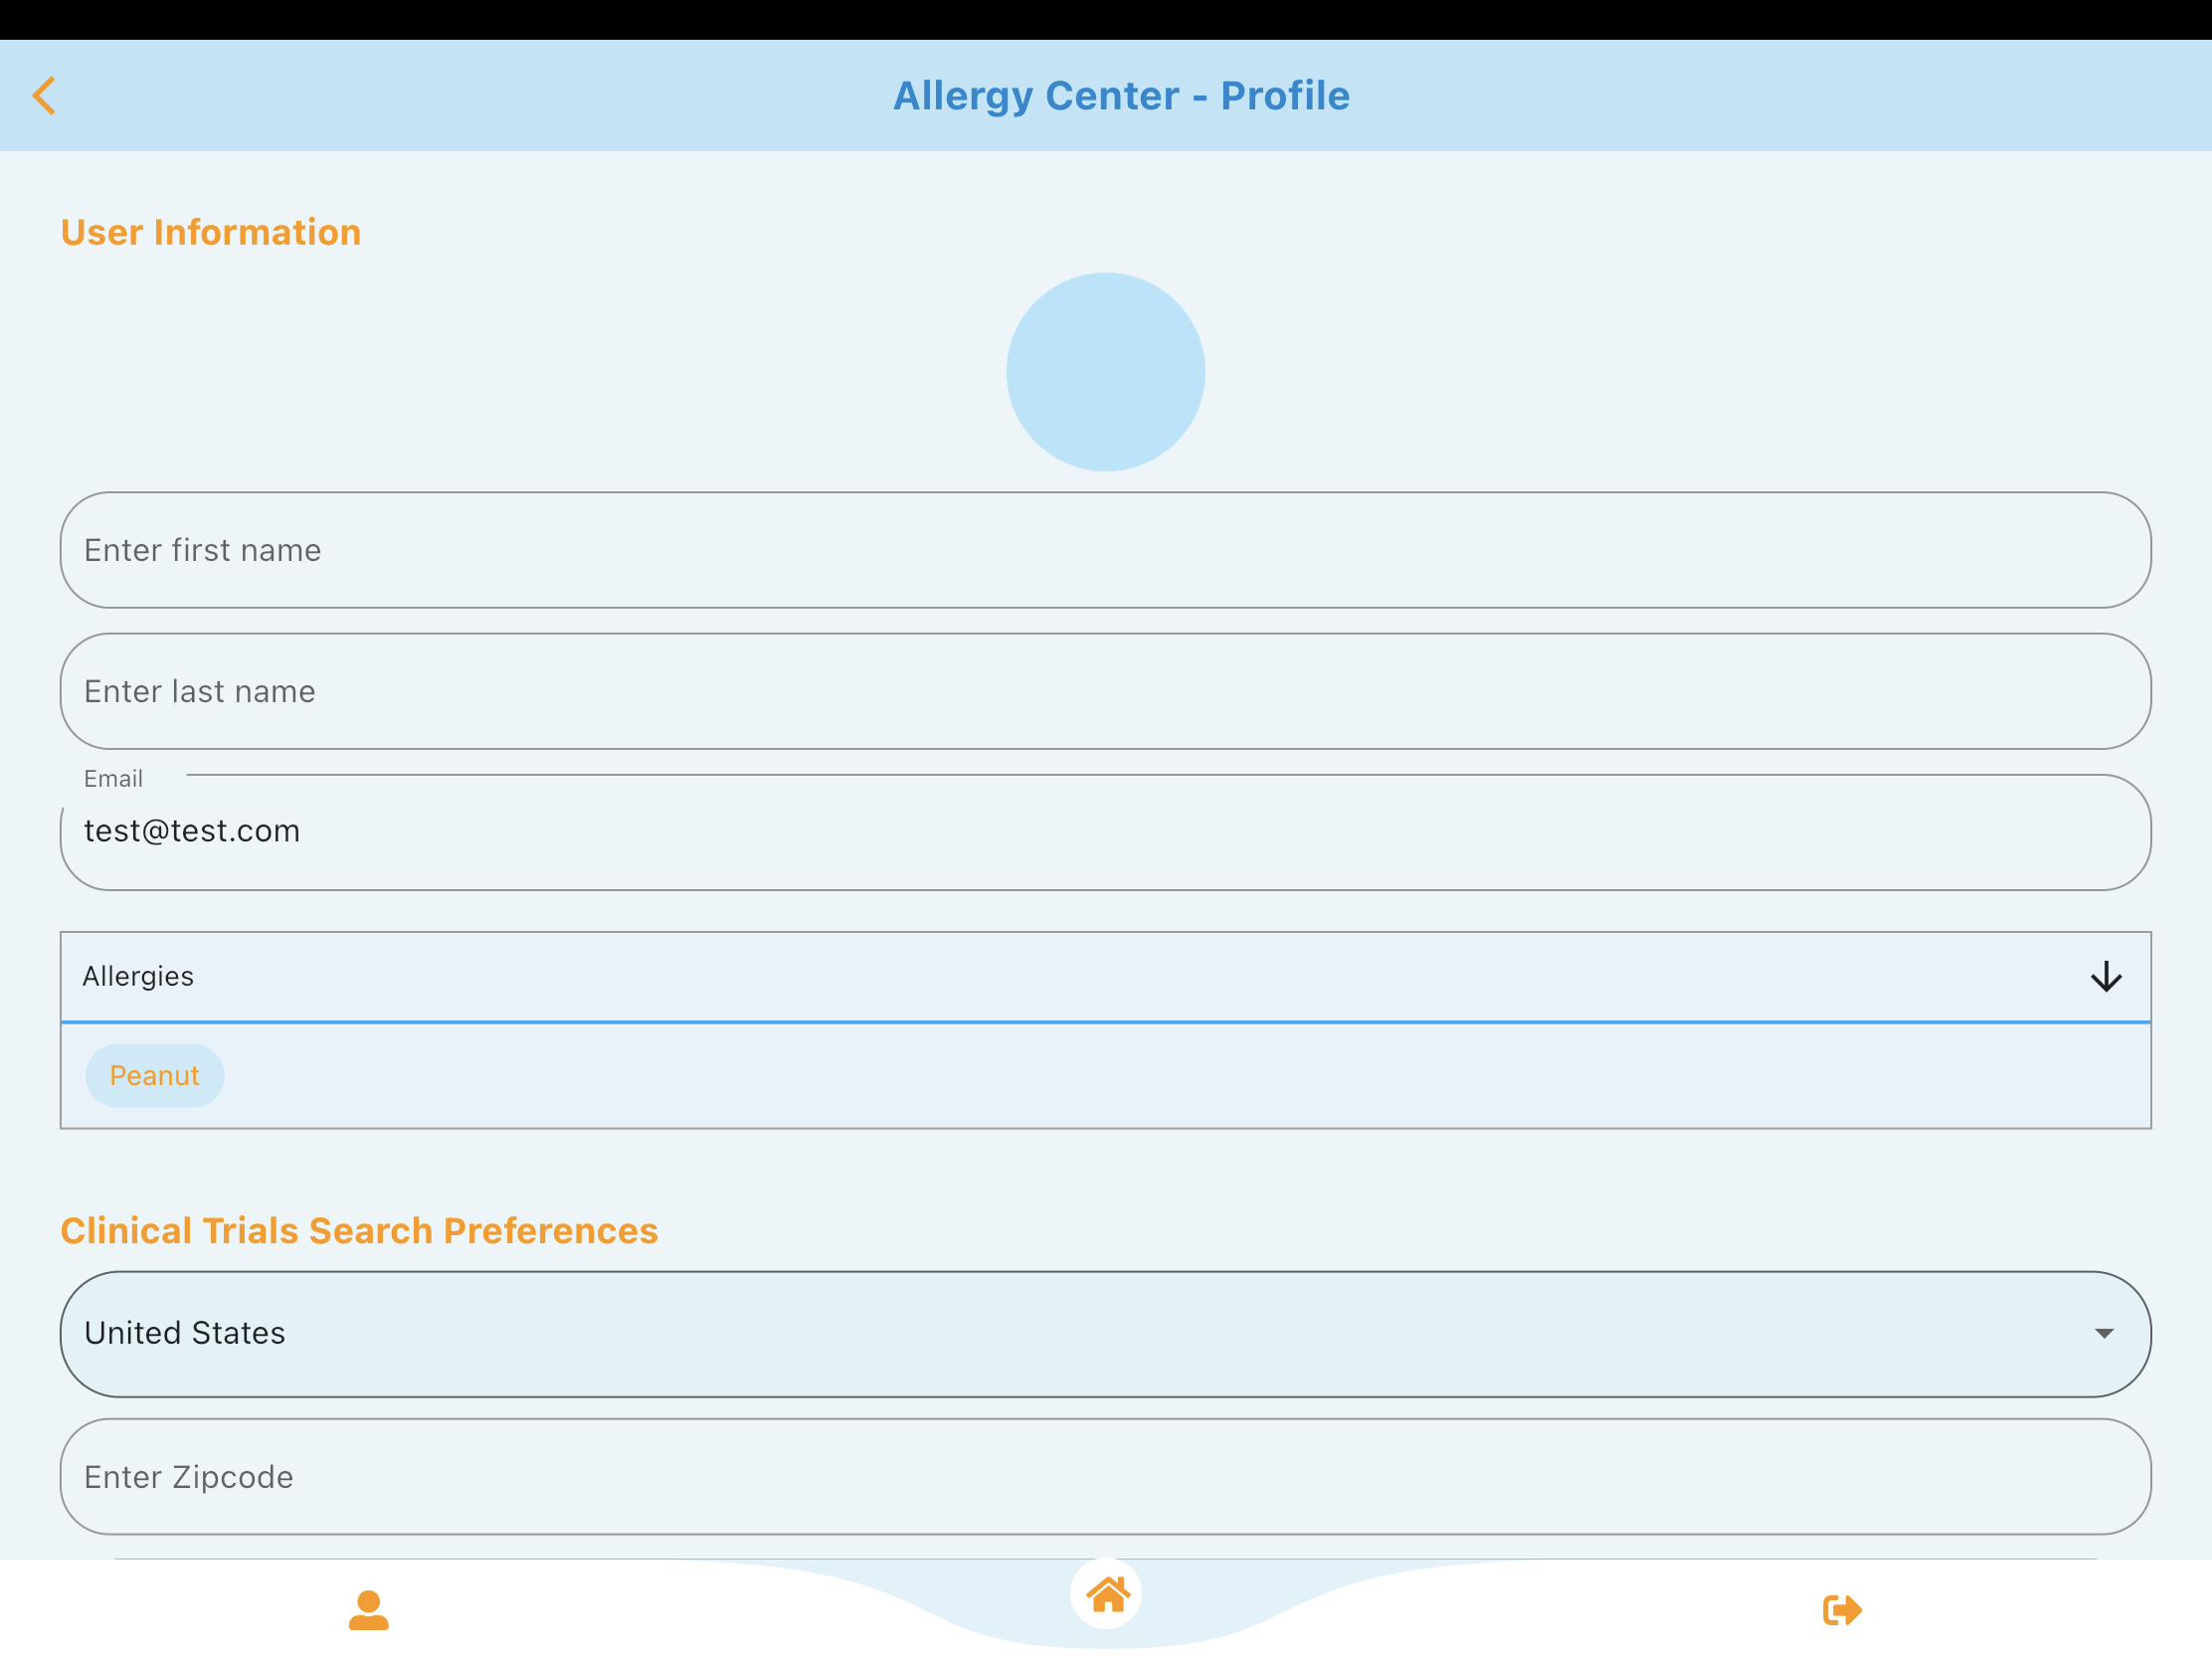 Allergy Center - Profile
User Information
Enter first name
Enter last name
Email
test@test.com
Allergies
Peanut
Clinical Trials Search Preferences
United States
Enter Zipcode